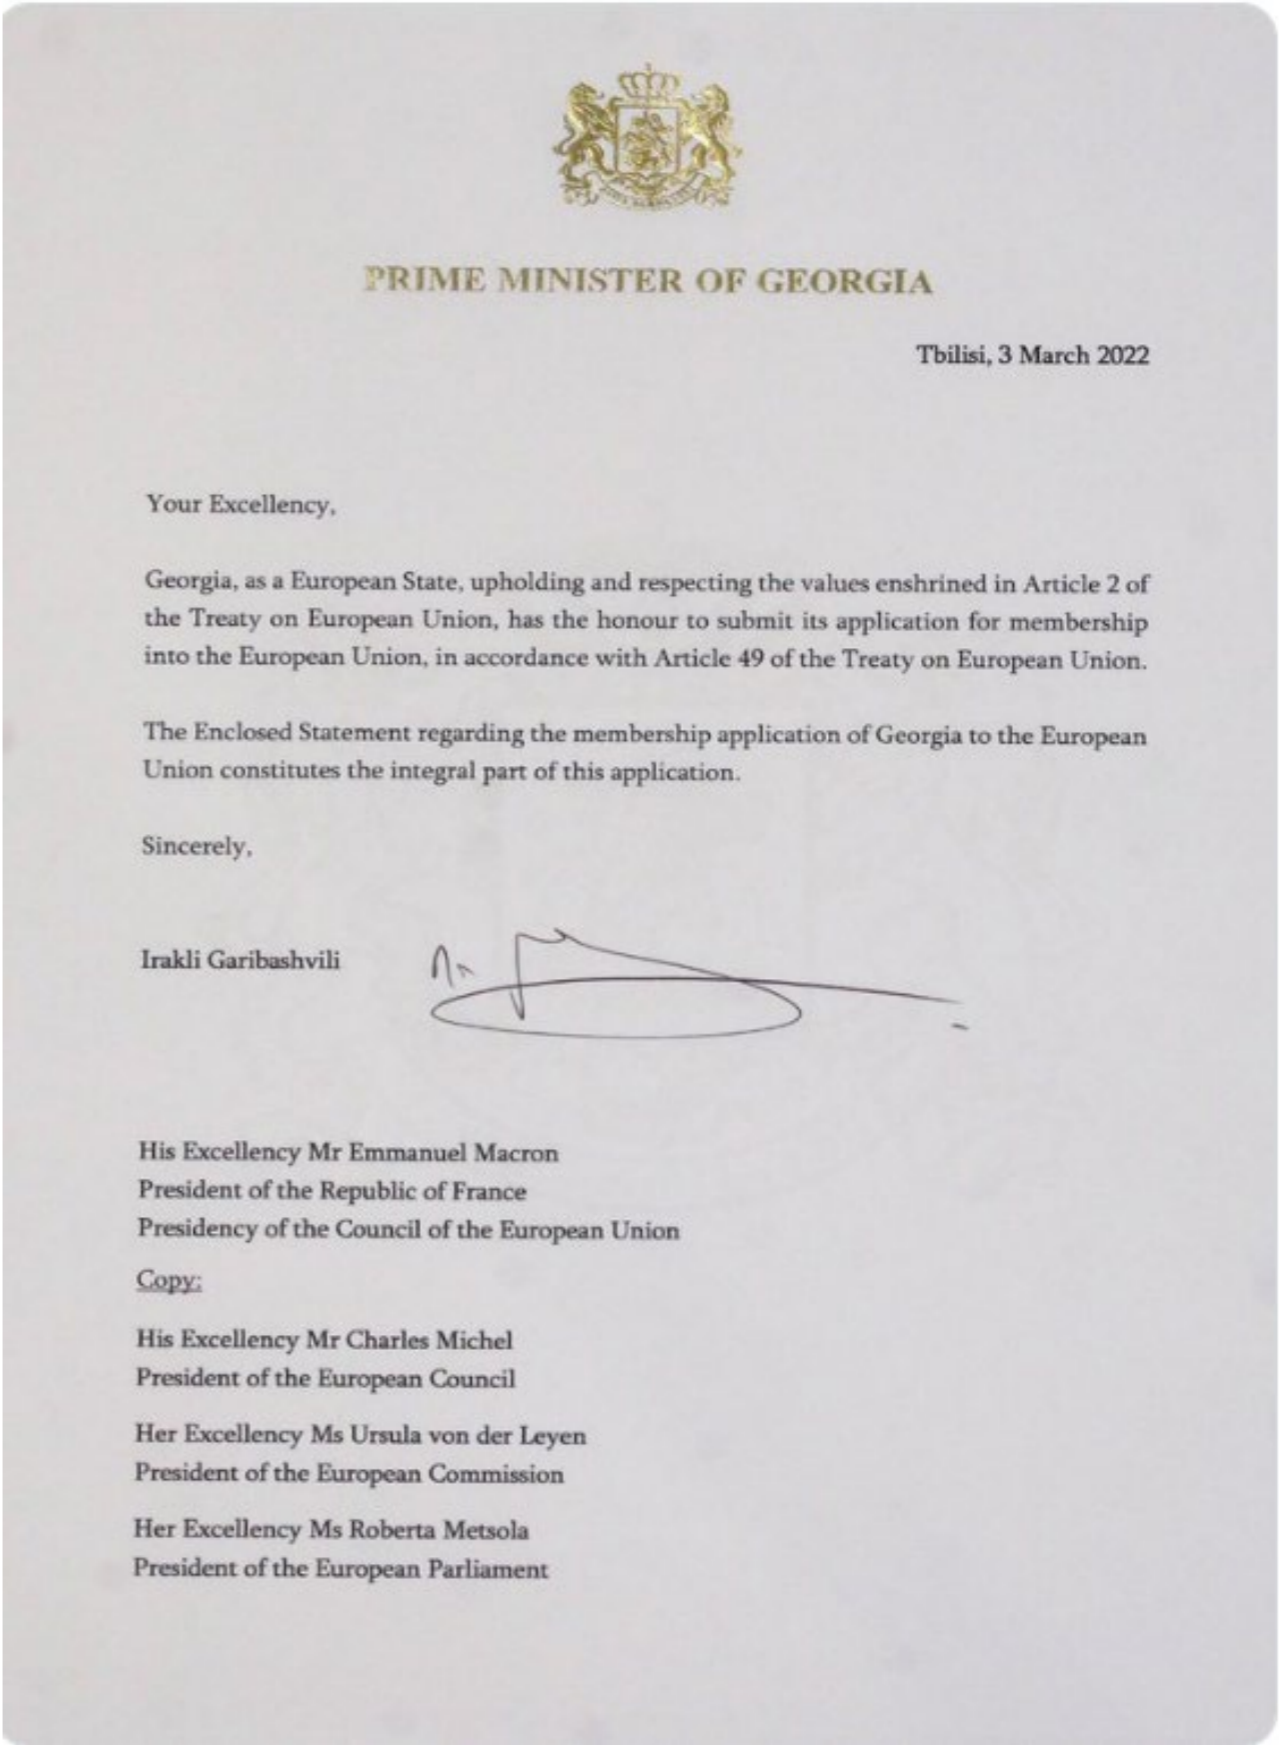 PRIME MINISTER OF GEORGIA
Tbilisi, 3 March 2022
Your Excellency,
Georgia, as a European State, upholding and respecting the values enshrined in Article 2 of
the Treaty on European Union, has the honour to submit its application for membership
into the European Union, in accordance with Article 49 of the Treaty on European Union.
The Enclosed Statement regarding the membership application of Georgia to the European
Union constitutes the integral part of this application.
Sincerely,
Irakli Garibashvili
His Excellency Mr Emmanuel Macron
President of the Republic of France
Presidency of the Council of the European Union
Copy:
His Excellency Mr Charles Michel
President of the European Council
Her Excellency Ms Ursula von der Leyen
President of the European Commission
Her Excellency Ms Roberta Metsola
President of the European Parliament